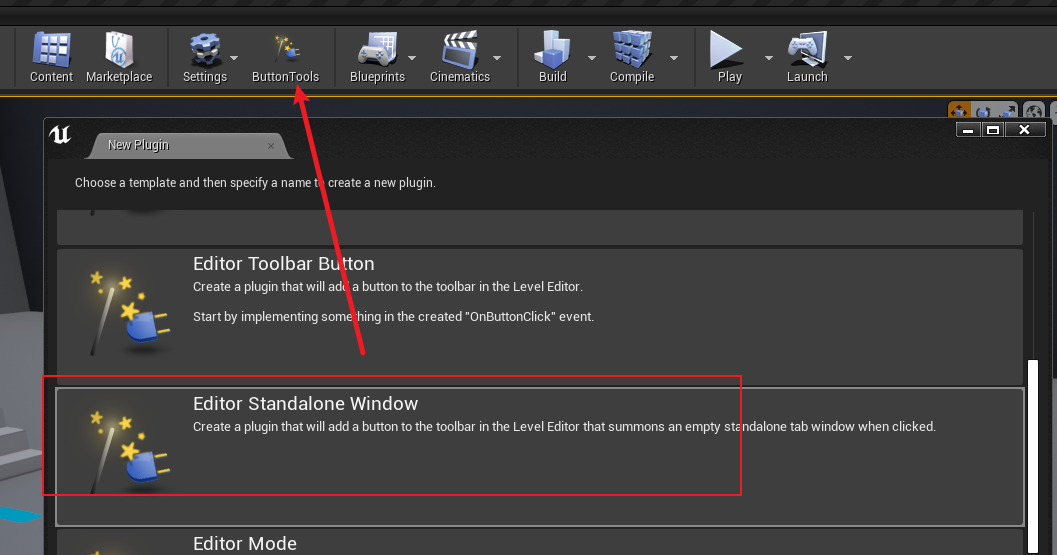 Content Marketplace Settings ButtonTools Blueprints Cinematics Build Compile Play Launch
New Plugin
Choose a template and then specify a name to create a new plugin.
Editor Toolbar Button
Create a plugin that will add a button to the toolbar in the Level Editor.
Start by implementing something in the created "OnButtonClick" event.
Editor Standalone Window
Create a plugin that will add a button to the toolbar in the Level Editor that summons an empty standalone tab window when clicked.
Editor Mode